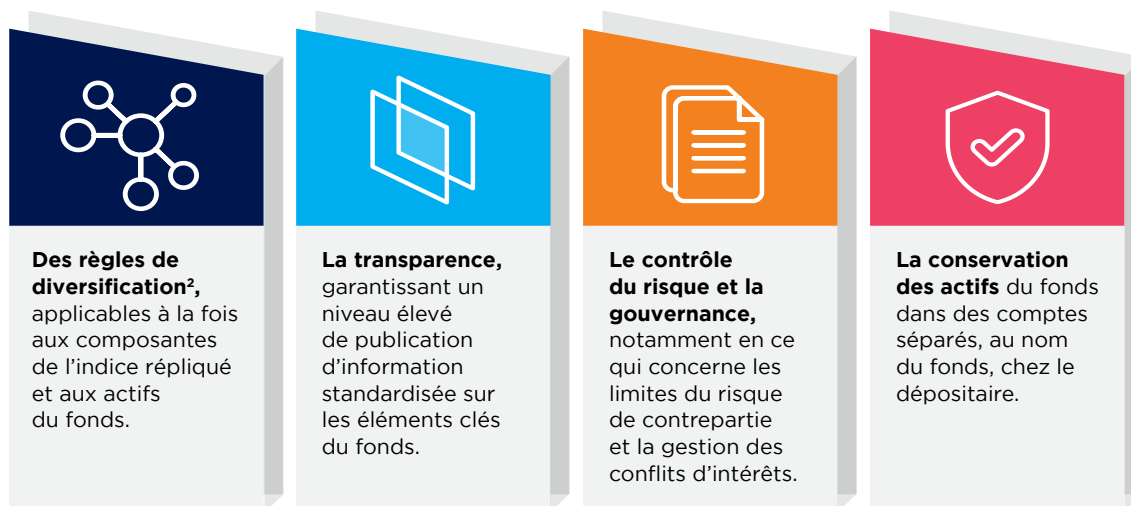 Des règles de
diversification²,
applicables à la fois
aux composantes
de l’indice répliqué
et aux actifs
du fonds.
La transparence,
garantissant un
niveau élevé
de publication
d’information
standardisée sur
les éléments clés
du fonds.
Le contrôle
du risque et la
gouvernance,
notamment en ce
qui concerne les
limites du risque
de contrepartie
et la gestion des
conflits d’intérêts.
La conservation
des actifs du fonds
dans des comptes
séparés, au nom
du fonds, chez le
dépositaire.